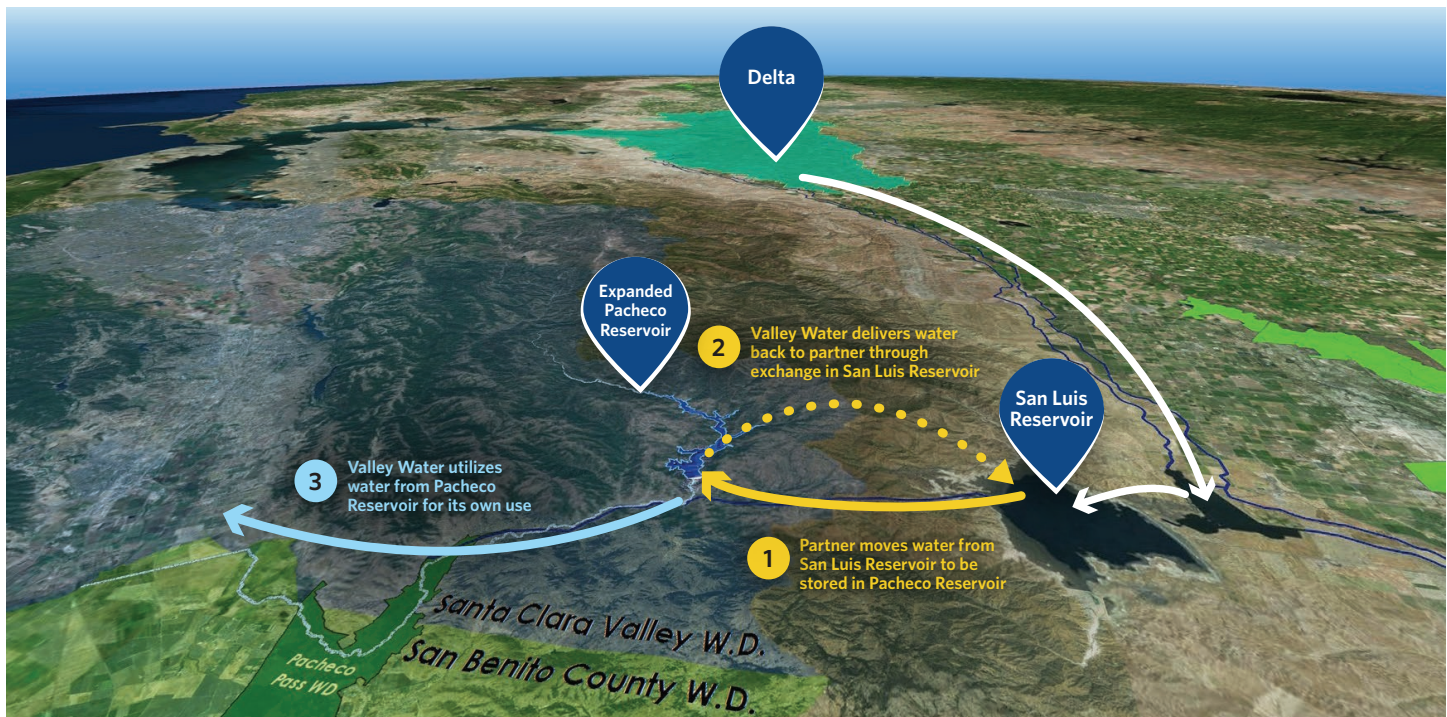 Delta
Expanded
Pacheco
Reservoir
2
Valley Water delivers water
back to partner through
exchange in San Luis Reservoir
San Luis
Reservoir
3
Valley Water utilizes
water from Pacheco
Reservoir for its own use
1
Partner moves water from
San Luis Reservoir to be
stored in Pacheco Reservoir
Santa Clara Valley W.D.
San Benito County W.D.
Pacheco
Pass WD